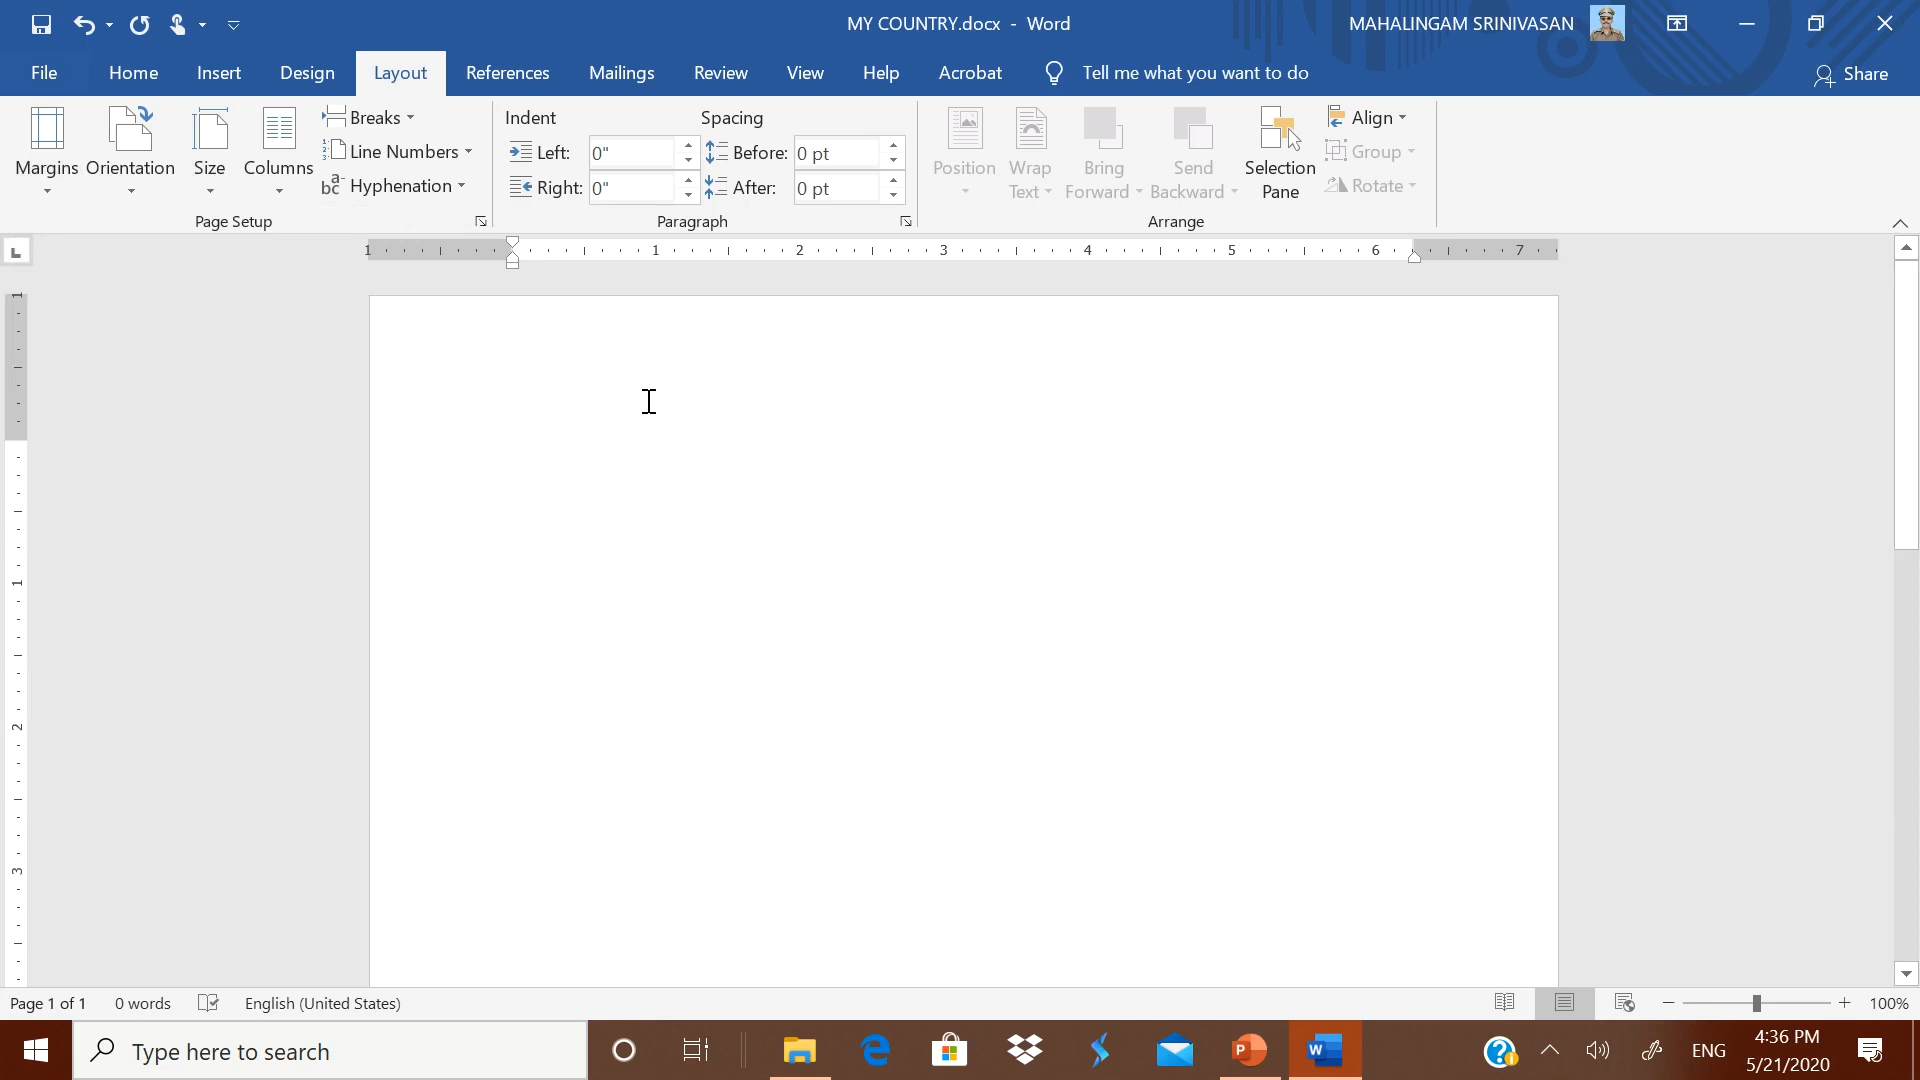 MY COUNTRY.docx - Word
MAHALINGAM SRINIVASAN
File Home Insert Design Layout References Mailings Review View Help Acrobat Tell me what you want to do Share
Margins
Orientation
Size
Columns
Breaks
Line Numbers
Hyphenation
Page Setup
Indent
Left: 0"
Right: 0"
Spacing
Before: 0 pt
After: 0 pt
Paragraph
Position
Wrap
Text
Bring
Forward
Send
Backward
Selection
Pane
Align
Group
Rotate
Arrange
1 1 2 3 4 5 6 7
1
1
2
3
Page 1 of 1 0 words English (United States) 100%
Type here to search
ENG
4:36 PM
5/21/2020